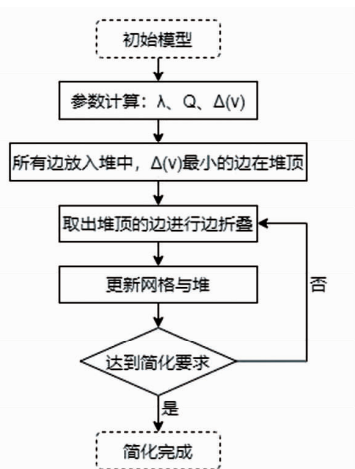 初始模型
参数计算：λ、Q、Δ(v)
所有边放入堆中，Δ(v)最小的边在堆顶
取出堆顶的边进行边折叠
更新网格与堆
否
达到简化要求
是
简化完成